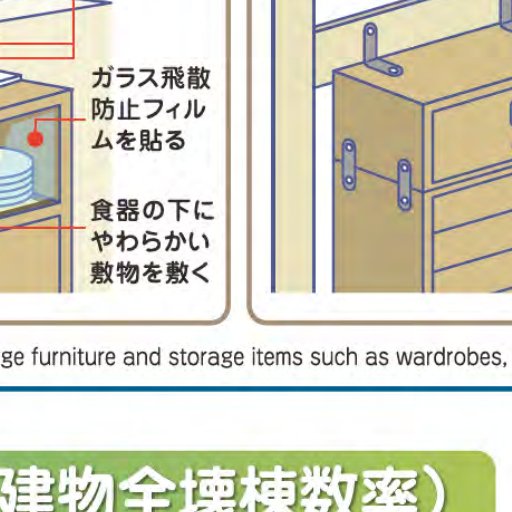 ガラス飛散
防止フィル
ムを貼る
食器の下に
やわらかい
敷物を敷く
ge furniture and storage items such as wardrobes,
建物全壊棟数率）